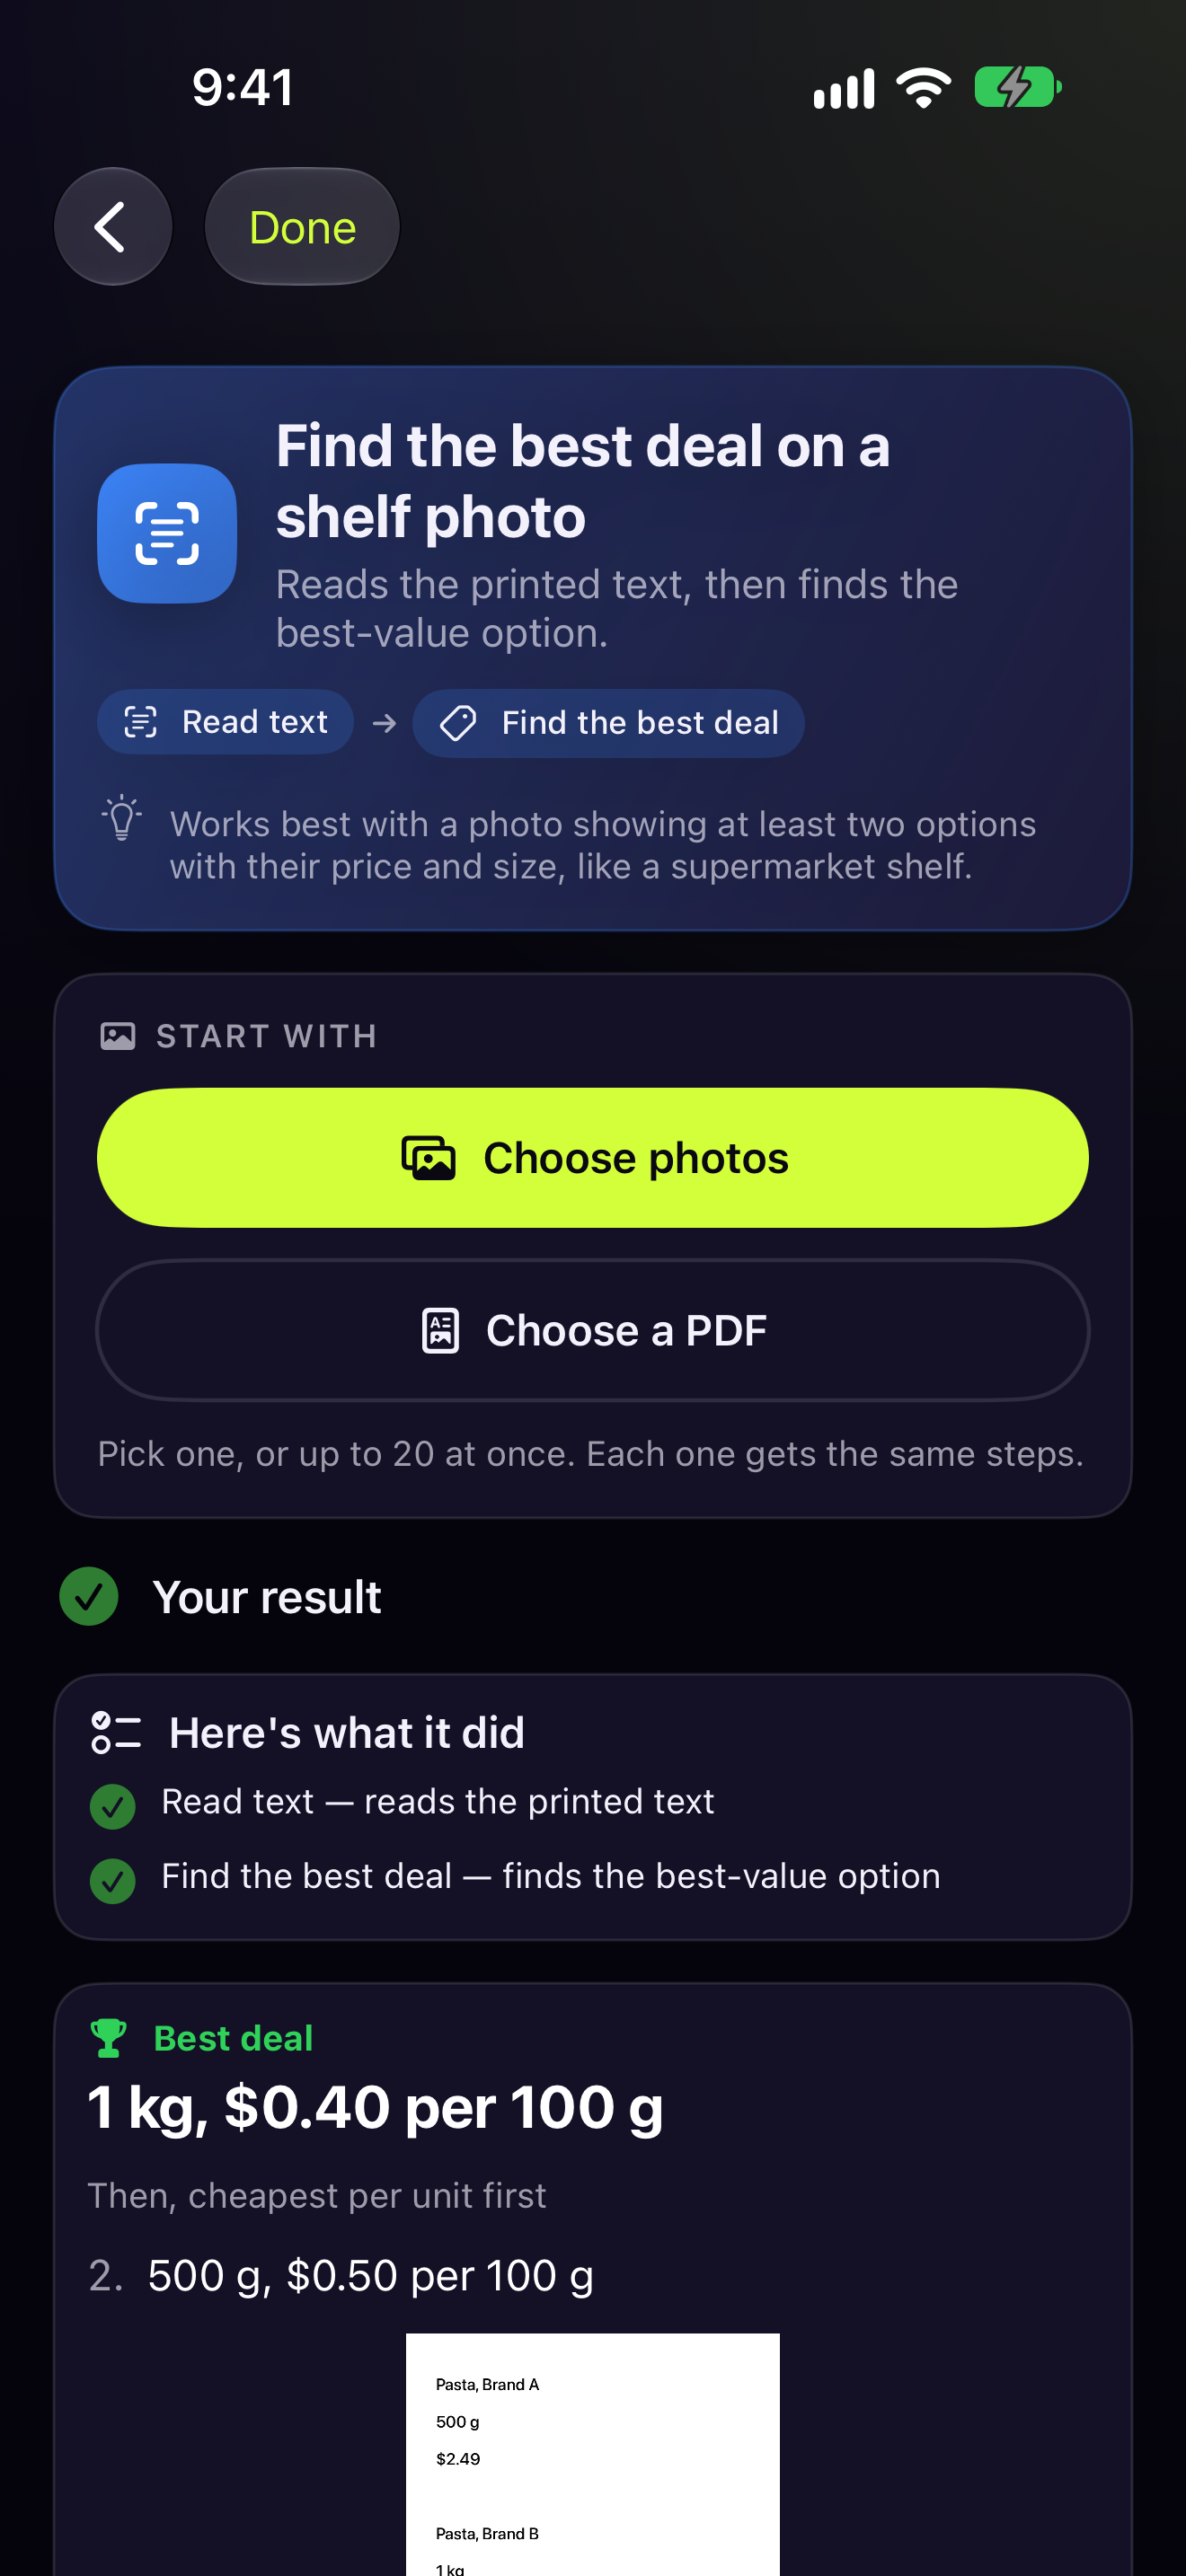 9:41
Done
Find the best deal on a
shelf photo
Reads the printed text, then finds the
best-value option.
Read text → Find the best deal
Works best with a photo showing at least two options
with their price and size, like a supermarket shelf.
START WITH
Choose photos
Choose a PDF
Pick one, or up to 20 at once. Each one gets the same steps.
Your result
Here's what it did
Read text — reads the printed text
Find the best deal — finds the best-value option
Best deal
1 kg, $0.40 per 100 g
Then, cheapest per unit first
2. 500 g, $0.50 per 100 g
Pasta, Brand A
500 g
$2.49
Pasta, Brand B
1 kg